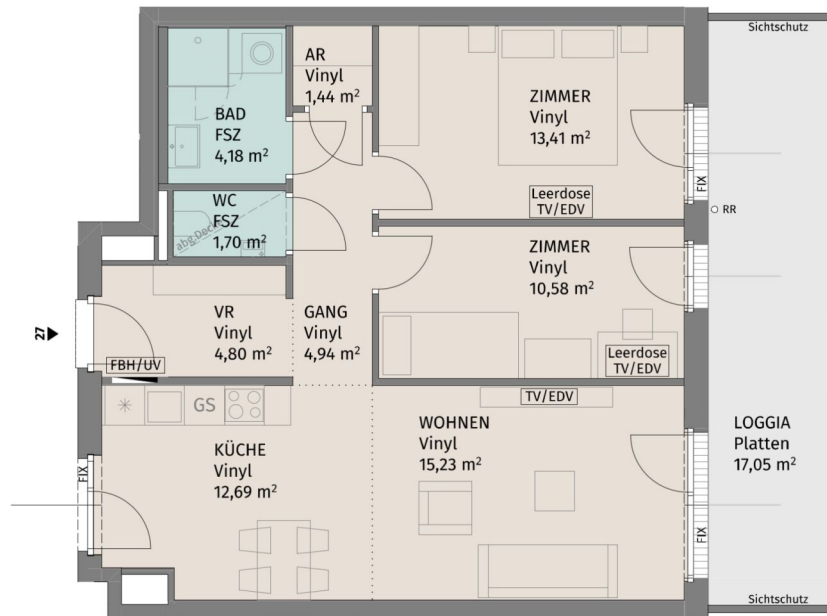 Sichtschutz
AR
Vinyl
1,44 m²
BAD
FSZ
4,18 m²
ZIMMER
Vinyl
13,41 m²
Leerdose
TV/EDV
FIX
RR
WC
FSZ
1,70 m²
abg.Decke
ZIMMER
Vinyl
10,58 m²
Leerdose
TV/EDV
27
VR
Vinyl
4,80 m²
FBH/UV
GANG
Vinyl
4,94 m²
GS
TV/EDV
KÜCHE
Vinyl
12,69 m²
WOHNEN
Vinyl
15,23 m²
LOGGIA
Platten
17,05 m²
FIX
FIX
Sichtschutz